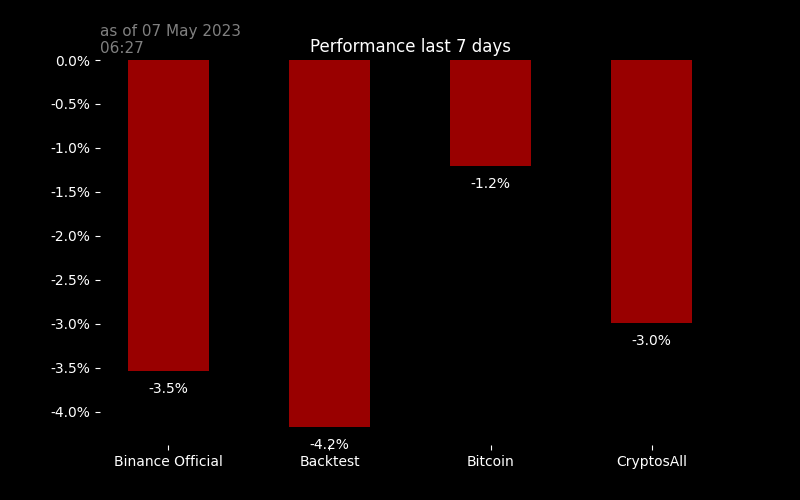 as of 07 May 2023
06:27
Performance last 7 days
0.0%
-0.5%
-1.0%
-1.5%
-2.0%
-2.5%
-3.0%
-3.5%
-4.0%
-1.2%
-3.0%
-3.5%
-4.2%
Binance Official
Backtest
Bitcoin
CryptosAll